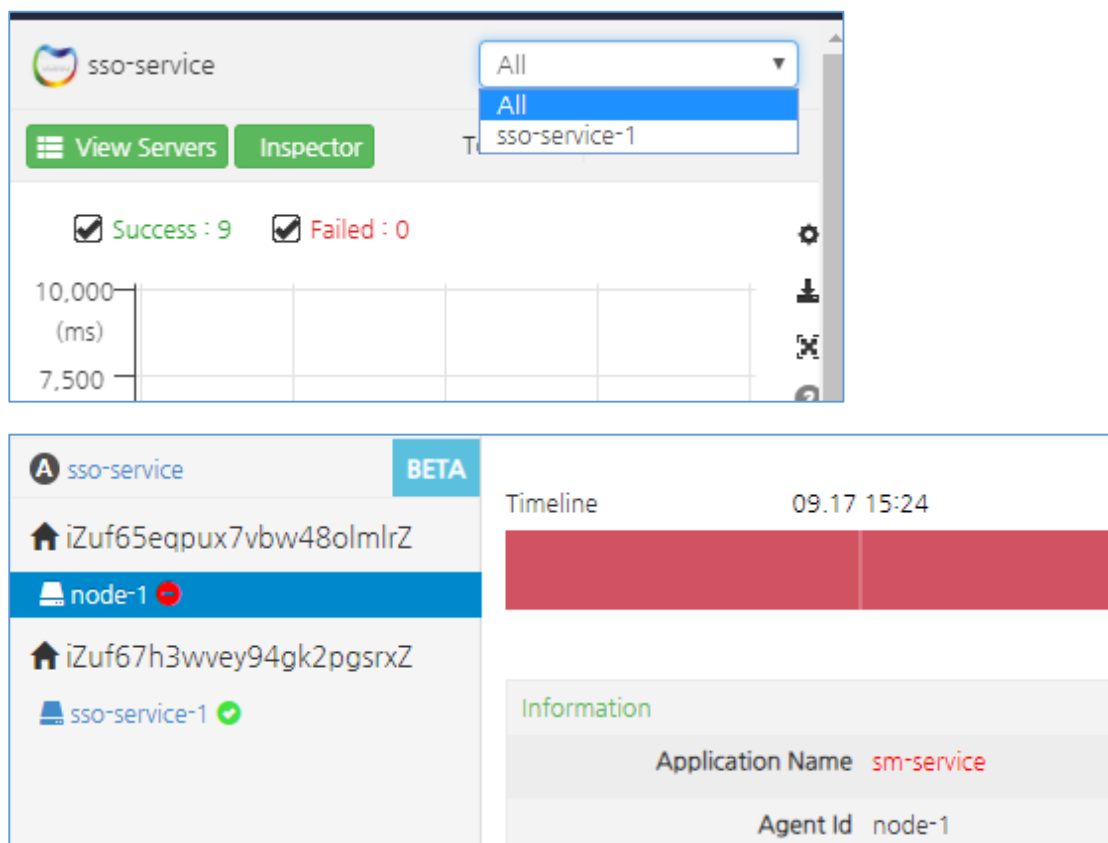 sso-service
All
All
sso-service-1
View Servers
Inspector
Success : 9
Failed : 0
10,000
(ms)
7,500
A sso-service
BETA
iZuf65eqpux7vbw48olmlrZ
node-1
iZuf67h3wvey94gk2pgsrxZ
sso-service-1
Timeline
09.17 15:24
Information
Application Name sm-service
Agent Id node-1